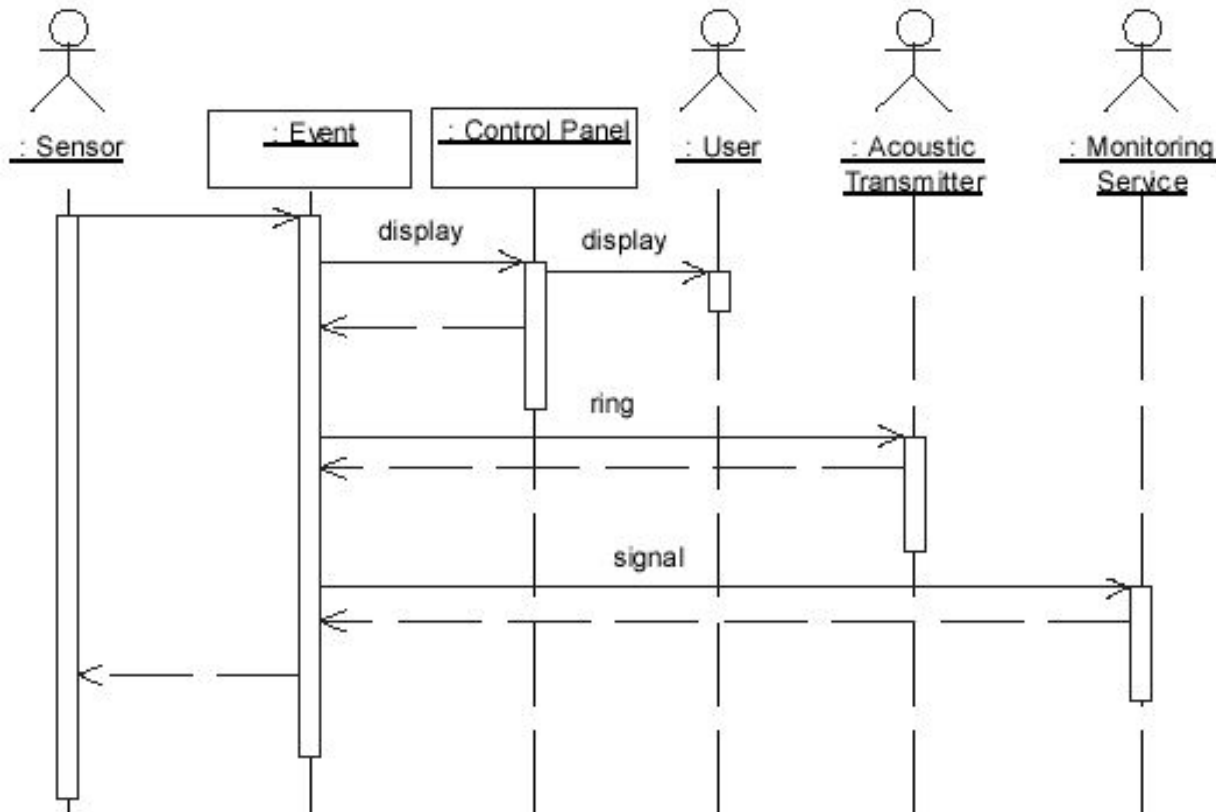 : Sensor
: Event
: Control Panel
: User
: Acoustic
Transmitter
: Monitoring
Service
display
display
ring
signal